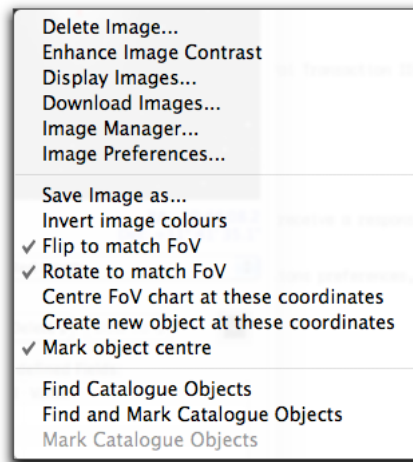 Delete Image...
Enhance Image Contrast
Display Images...
Download Images...
Image Manager...
Image Preferences...
Save Image as...
Invert image colours
✓ Flip to match FoV
✓ Rotate to match FoV
Centre FoV chart at these coordinates
Create new object at these coordinates
✓ Mark object centre
Find Catalogue Objects
Find and Mark Catalogue Objects
Mark Catalogue Objects